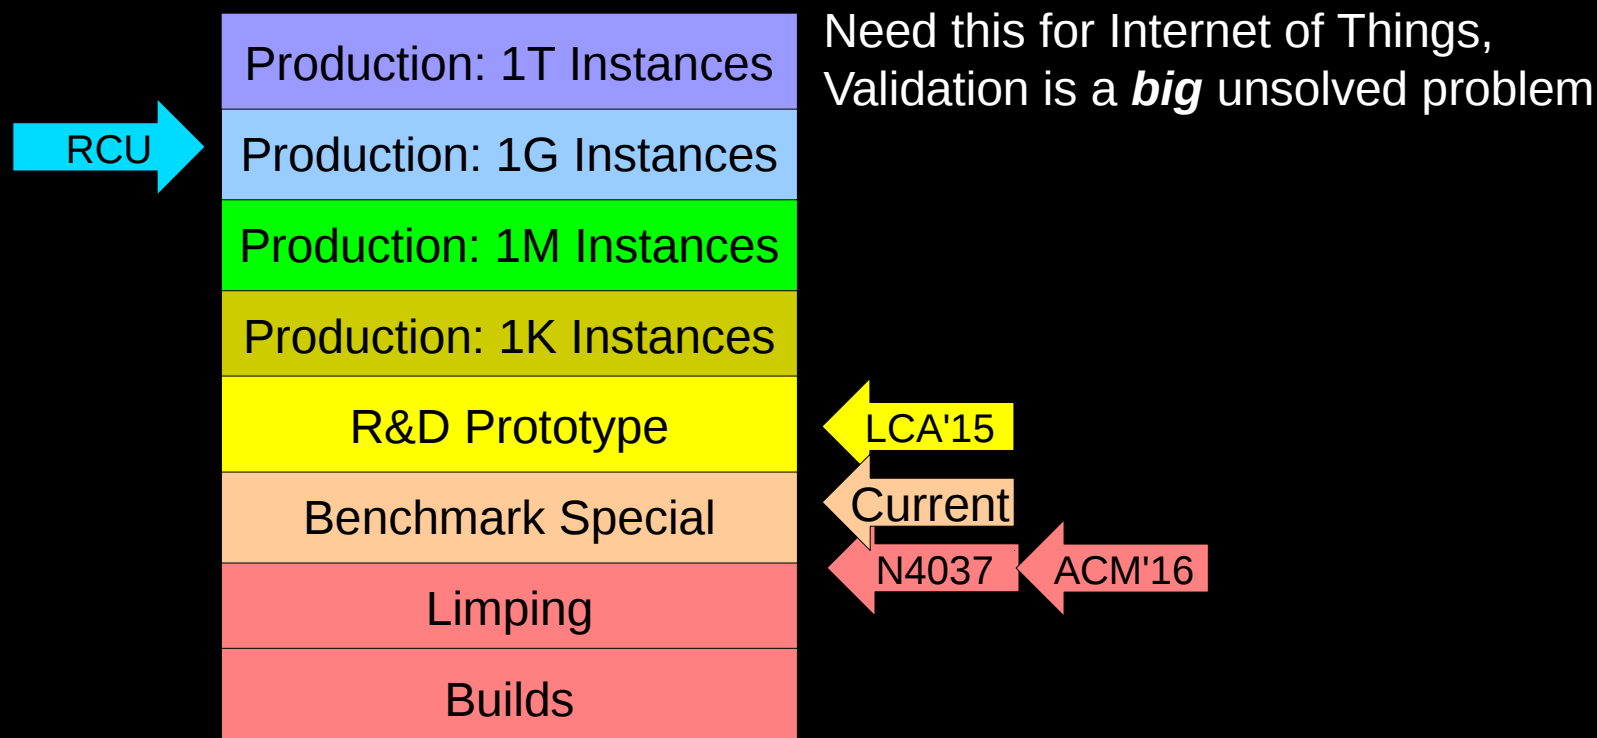 Production: 1T Instances
Need this for Internet of Things,
Validation is a big unsolved problem
RCU
Production: 1G Instances
Production: 1M Instances
Production: 1K Instances
R&D Prototype
LCA'15
Benchmark Special
Current
N4037
ACM'16
Limping
Builds